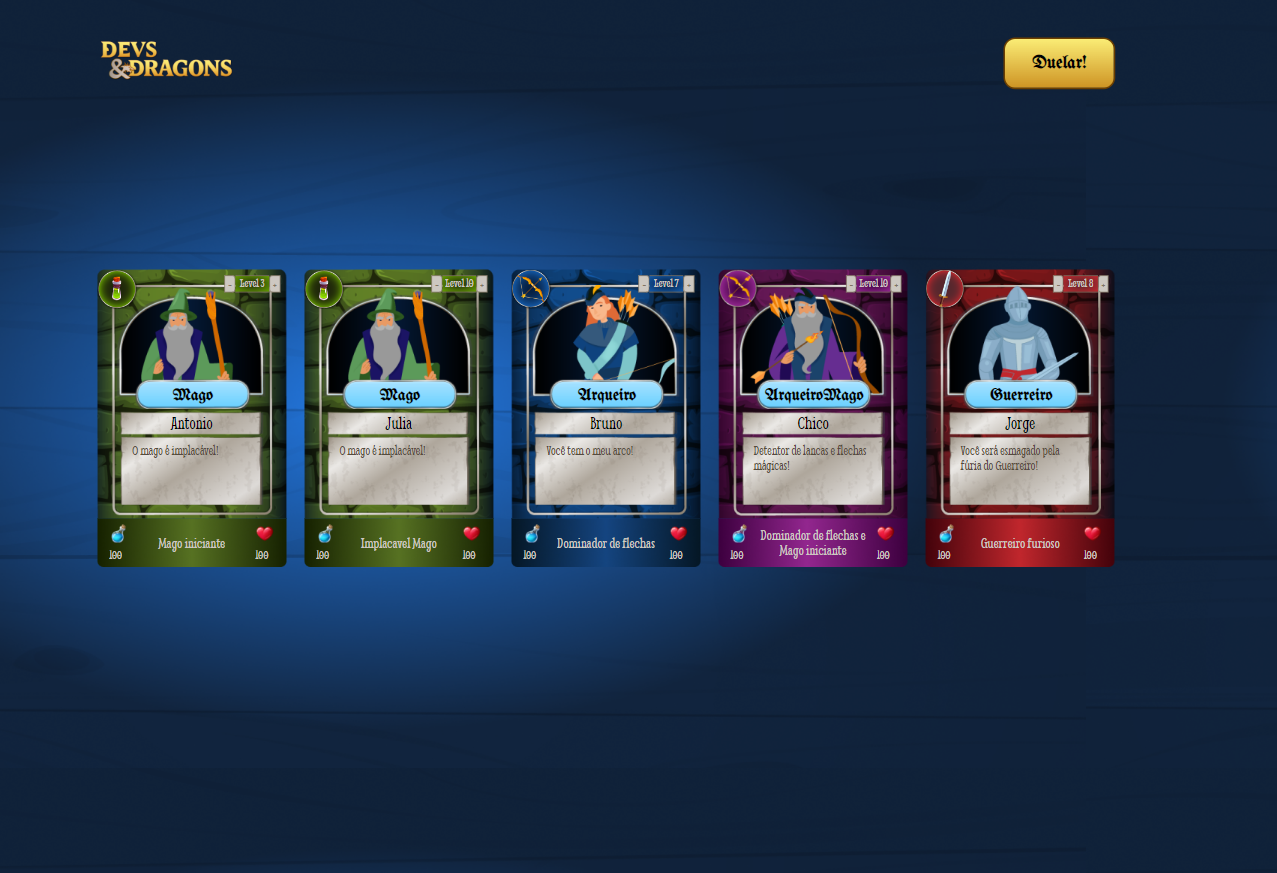 DEVS
&DRAGONS
Duelar!
- Level 3 +
Mago
Antonio
O mago é implacável!
100
Mago iniciante
100
- Level 10 +
Mago
Julia
O mago é implacável!
100
Implacavel Mago
100
- Level 7 +
Arqueiro
Bruno
Você tem o meu arco!
100
Dominador de flechas
100
- Level 10 +
ArqueiroMago
Chico
Detentor de lancas e flechas
mágicas!
100
Dominador de flechas e
Mago iniciante
100
- Level 8 +
Guerreiro
Jorge
Você será esmagado pela
fúria do Guerreiro!
100
Guerreiro furioso
100